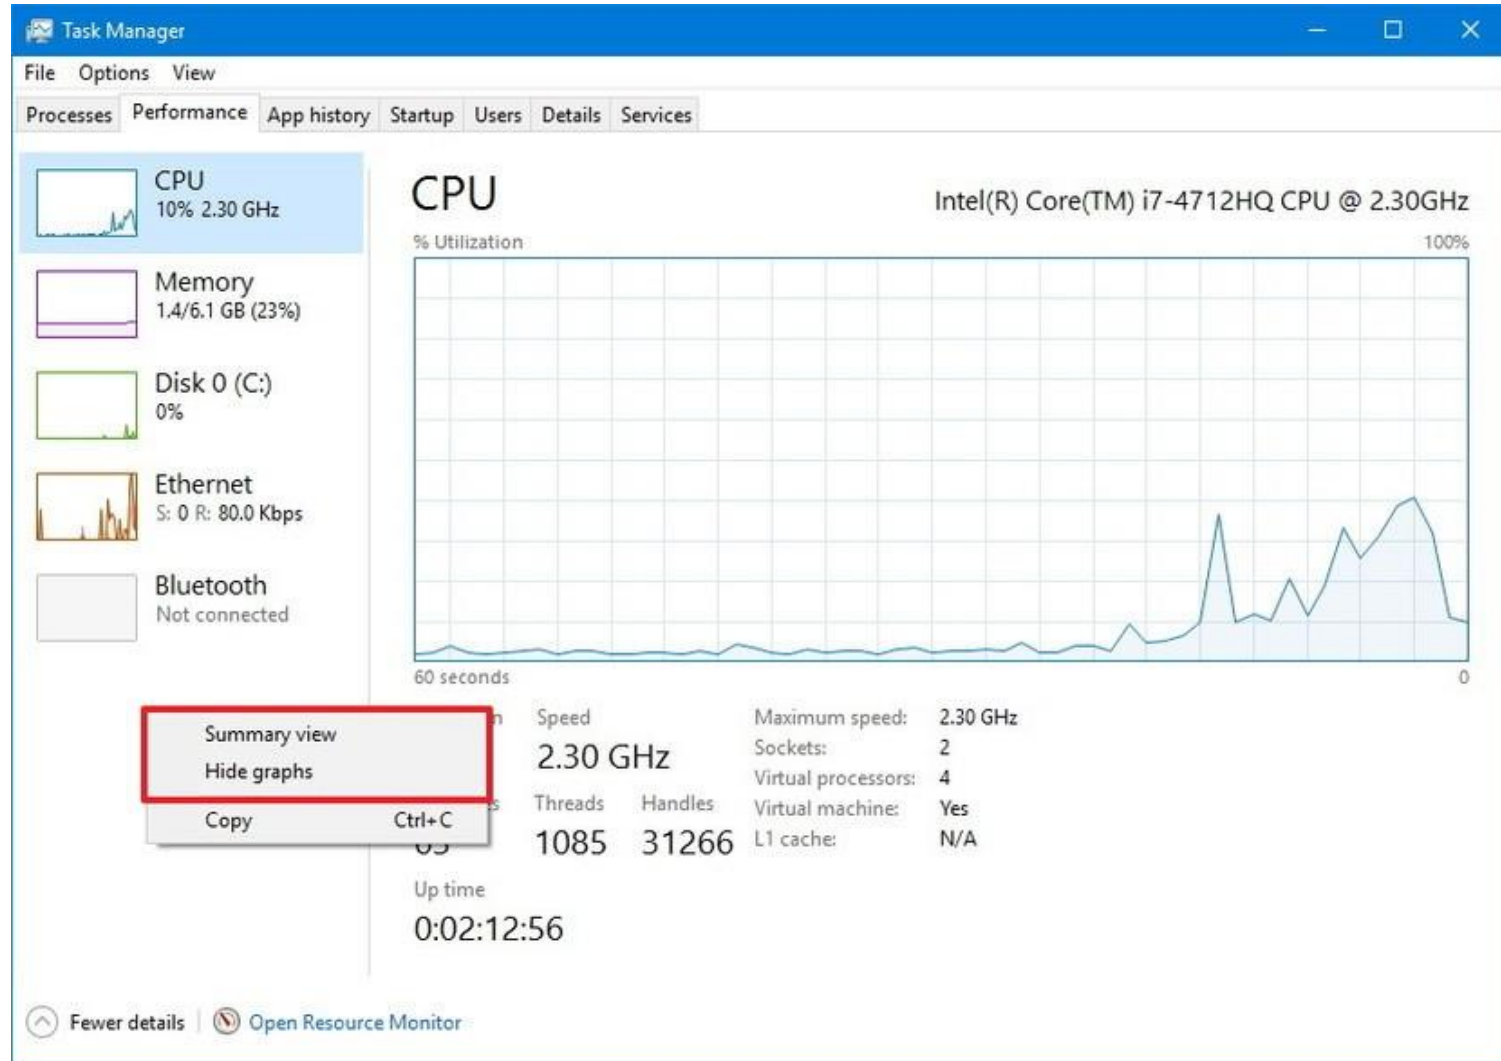 Task Manager
File Options View
Processes Performance App history Startup Users Details Services
CPU
10% 2.30 GHz
Memory
1.4/6.1 GB (23%)
Disk 0 (C:)
0%
Ethernet
S: 0 R: 80.0 Kbps
Bluetooth
Not connected
CPU Intel(R) Core(TM) i7-4712HQ CPU @ 2.30GHz
% Utilization 100%
60 seconds 0
Summary view
Hide graphs
Copy Ctrl+C
Speed
2.30 GHz
Threads Handles
1085 31266
Up time
0:02:12:56
Maximum speed: 2.30 GHz
Sockets: 2
Virtual processors: 4
Virtual machine: Yes
L1 cache: N/A
Fewer details Open Resource Monitor